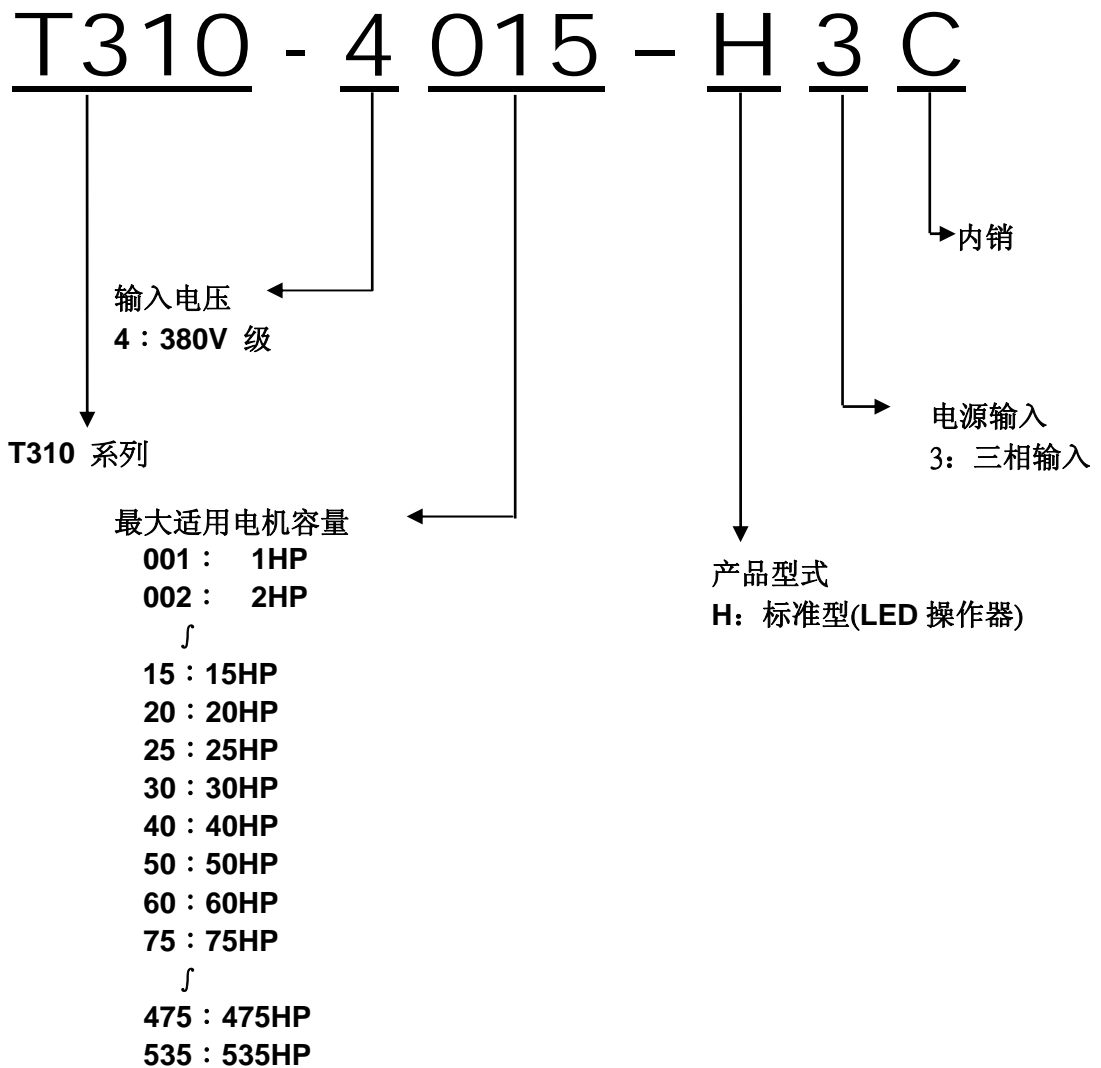 T310 - 4 015 – H 3 C
内销
输入电压
4：380V 级
电源输入
3：三相输入
T310 系列
最大适用电机容量
001： 1HP
002： 2HP
∫
15：15HP
20：20HP
25：25HP
30：30HP
40：40HP
50：50HP
60：60HP
75：75HP
∫
475：475HP
535：535HP
产品型式
H：标准型(LED 操作器)